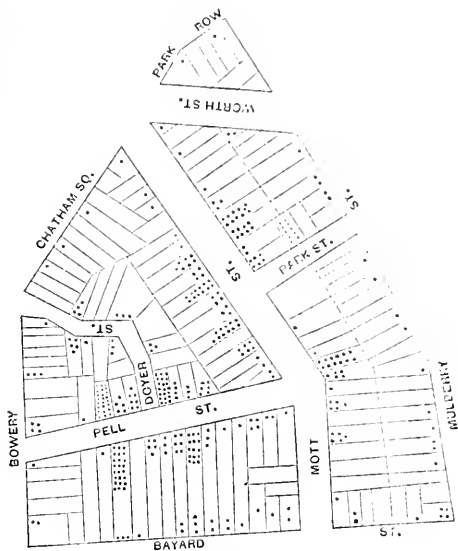 PARK ROW
WORTH ST.
CHATHAM SQ.
ST.
ST.
PARK ST.
ST.
DOYER
BOWERY
PELL ST.
MOTT
MULBERRY
BAYARD ST.